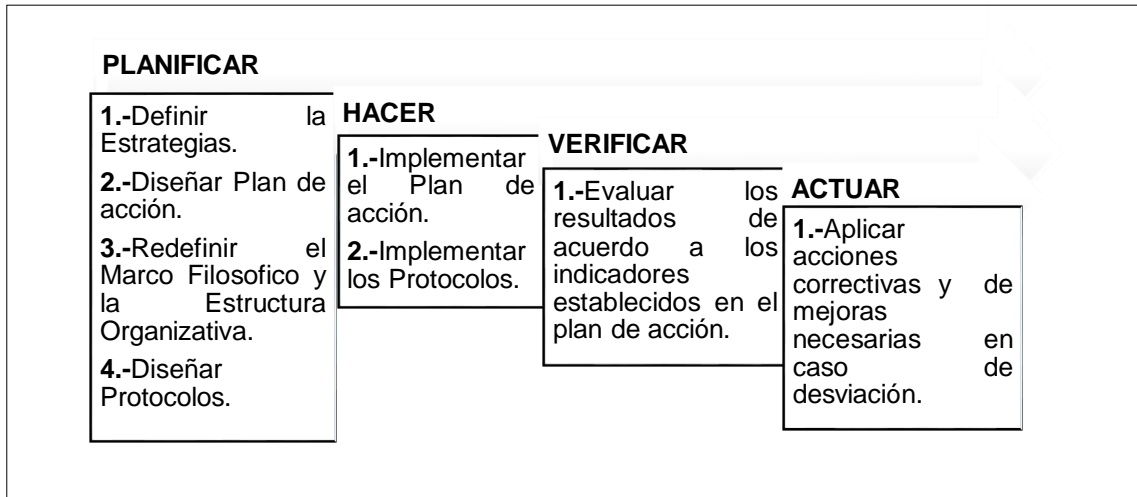 PLANIFICAR
1.-Definir la
Estrategias.
2.-Diseñar Plan de
acción.
3.-Redefinir el
Marco Filosofico y
la Estructura
Organizativa.
4.-Diseñar
Protocolos.
HACER
1.-Implementar
el Plan de
acción.
2.-Implementar
los Protocolos.
VERIFICAR
1.-Evaluar los
resultados de
acuerdo a los
indicadores
establecidos en el
plan de acción.
ACTUAR
1.-Aplicar
acciones
correctivas y de
mejoras
necesarias en
caso de
desviación.